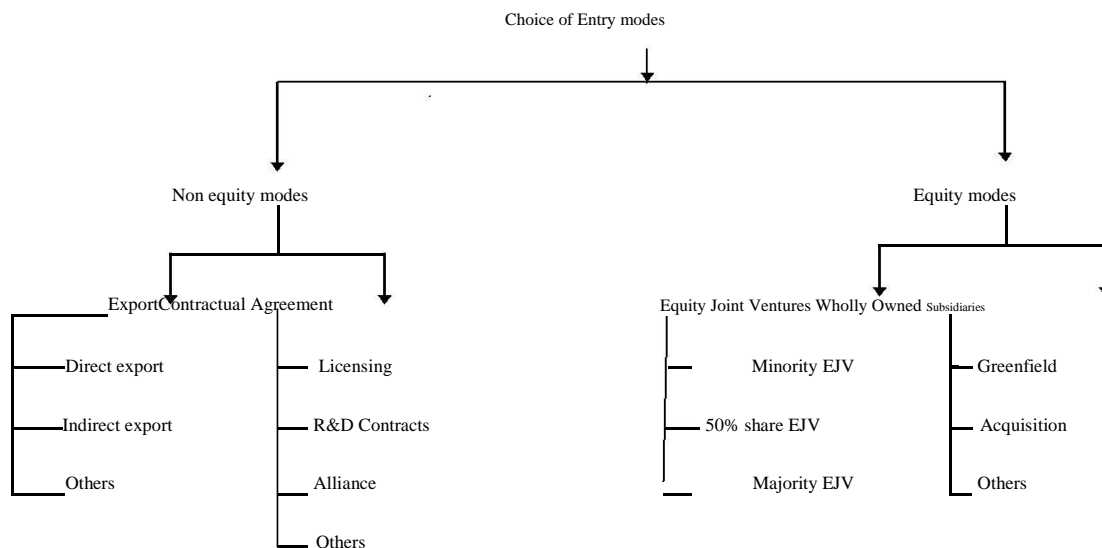 Choice of Entry modes
Non equity modes
Equity modes
ExportContractual Agreement
Equity Joint Ventures Wholly Owned Subsidiaries
Direct export
Licensing
Minority EJV
Greenfield
Indirect export
R&D Contracts
50% share EJV
Acquisition
Others
Alliance
Majority EJV
Others
Others